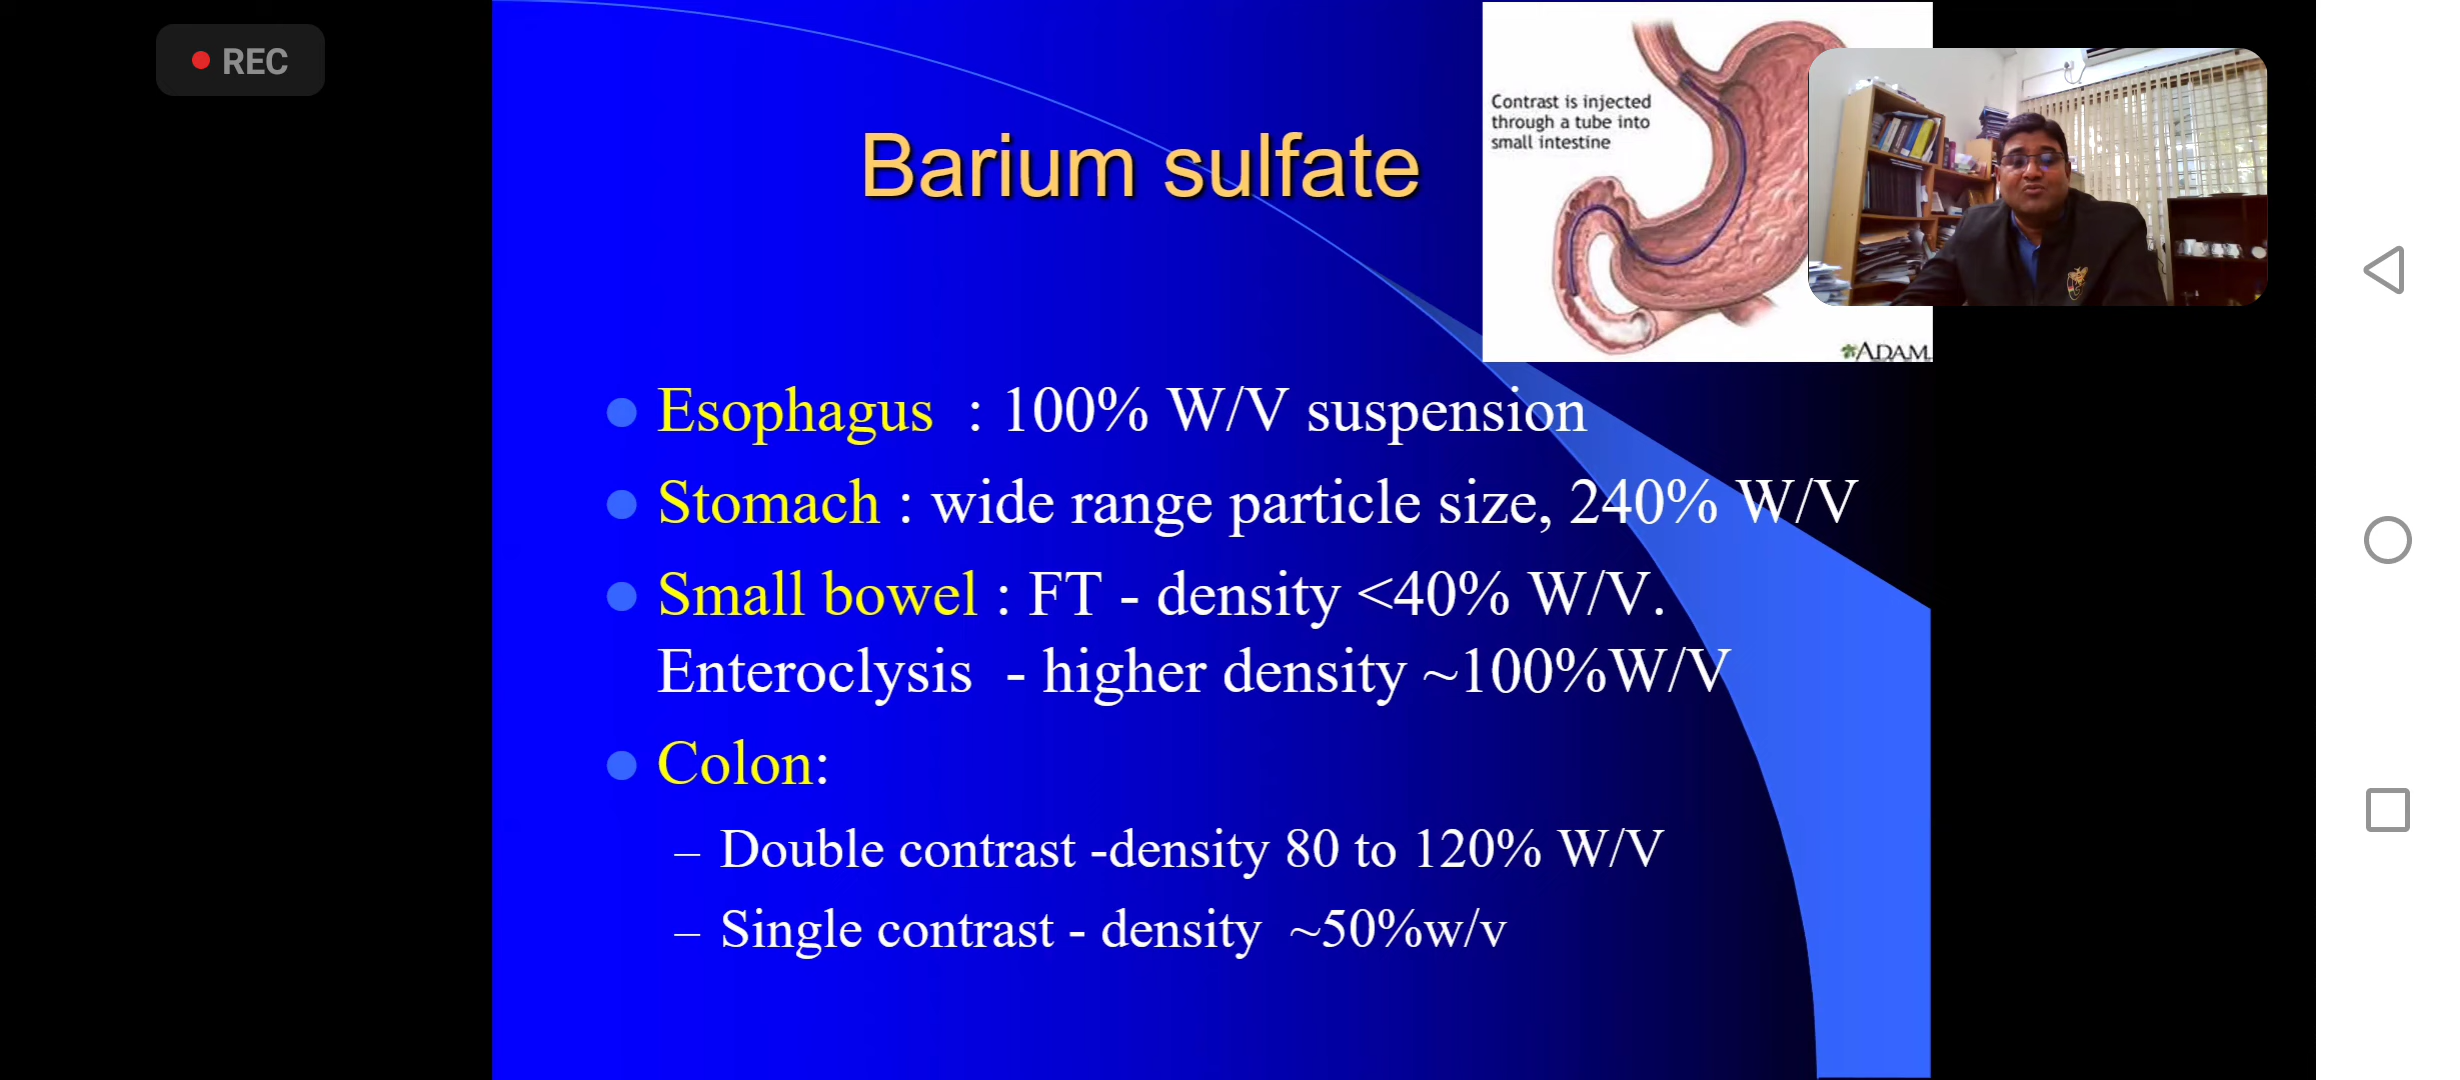 REC
Barium sulfate
Contrast is injected
through a tube into
small intestine
ADAM
Esophagus : 100% W/V suspension
Stomach : wide range particle size, 240% W/V
Small bowel : FT - density <40% W/V.
Enteroclysis - higher density ~100%W/V
Colon:
– Double contrast -density 80 to 120% W/V
– Single contrast - density ~50%w/v